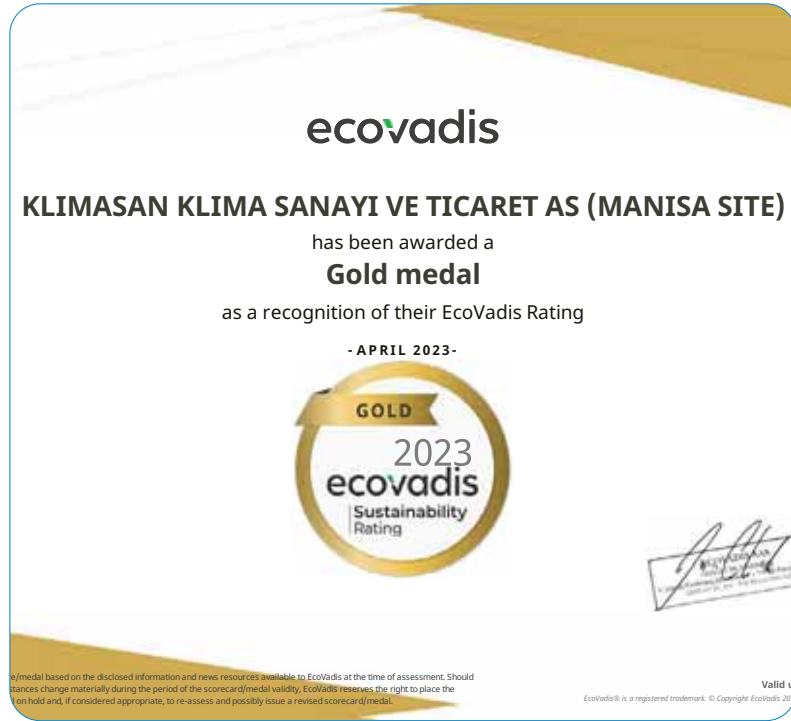 ecovadis
KLIMASAN KLIMA SANAYI VE TICARET AS (MANISA SITE)
has been awarded a
Gold medal
as a recognition of their EcoVadis Rating
- APRIL 2023-
GOLD
2023
ecovadis
Sustainability
Rating
e/medal based on the disclosed information and news resources available to EcoVadis at the time of assessment. Should
stances change materially during the period of the scorecard/medal validity, EcoVadis reserves the right to place the
on hold and, if considered appropriate, to re-assess and possibly issue a revised scorecard/medal.
Valid u
EcoVadis® is a registered trademark. © Copyright EcoVadis 20